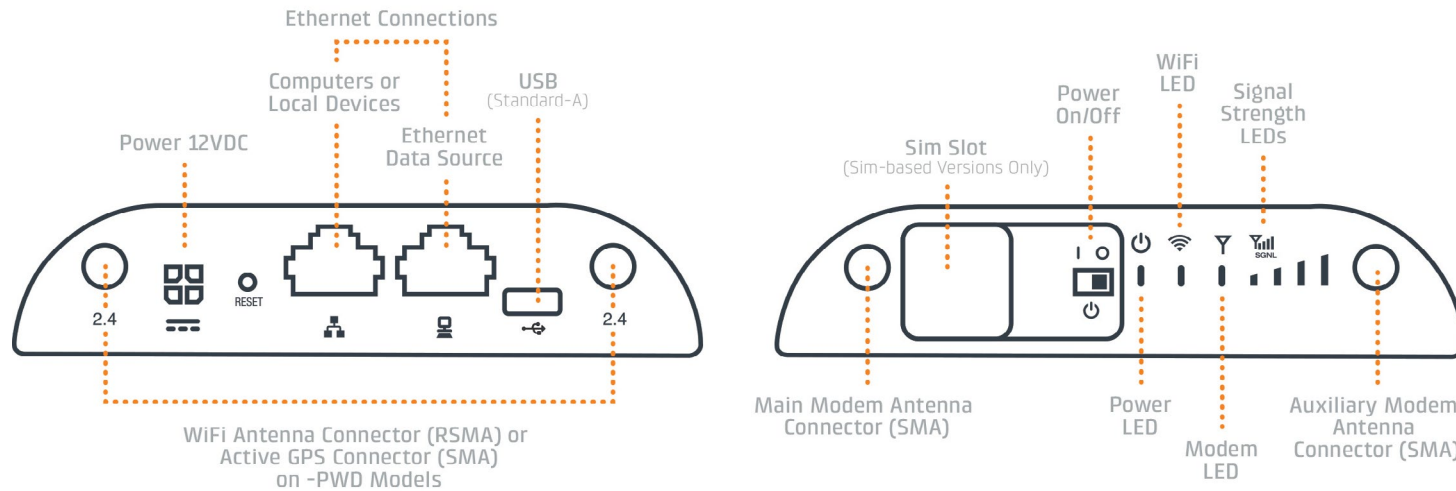 Ethernet Connections
Computers or
Local Devices
USB
(Standard-A)
Ethernet
Data Source
Power 12VDC
2.4
RESET
2.4
WiFi Antenna Connector (RSMA) or
Active GPS Connector (SMA)
on -PWD Models
WiFi
LED
Power
On/Off
Signal
Strength
LEDs
Sim Slot
(Sim-based Versions Only)
I O
SGNL
Main Modem Antenna
Connector (SMA)
Power
LED
Modem
LED
Auxiliary Modem
Antenna
Connector (SMA)